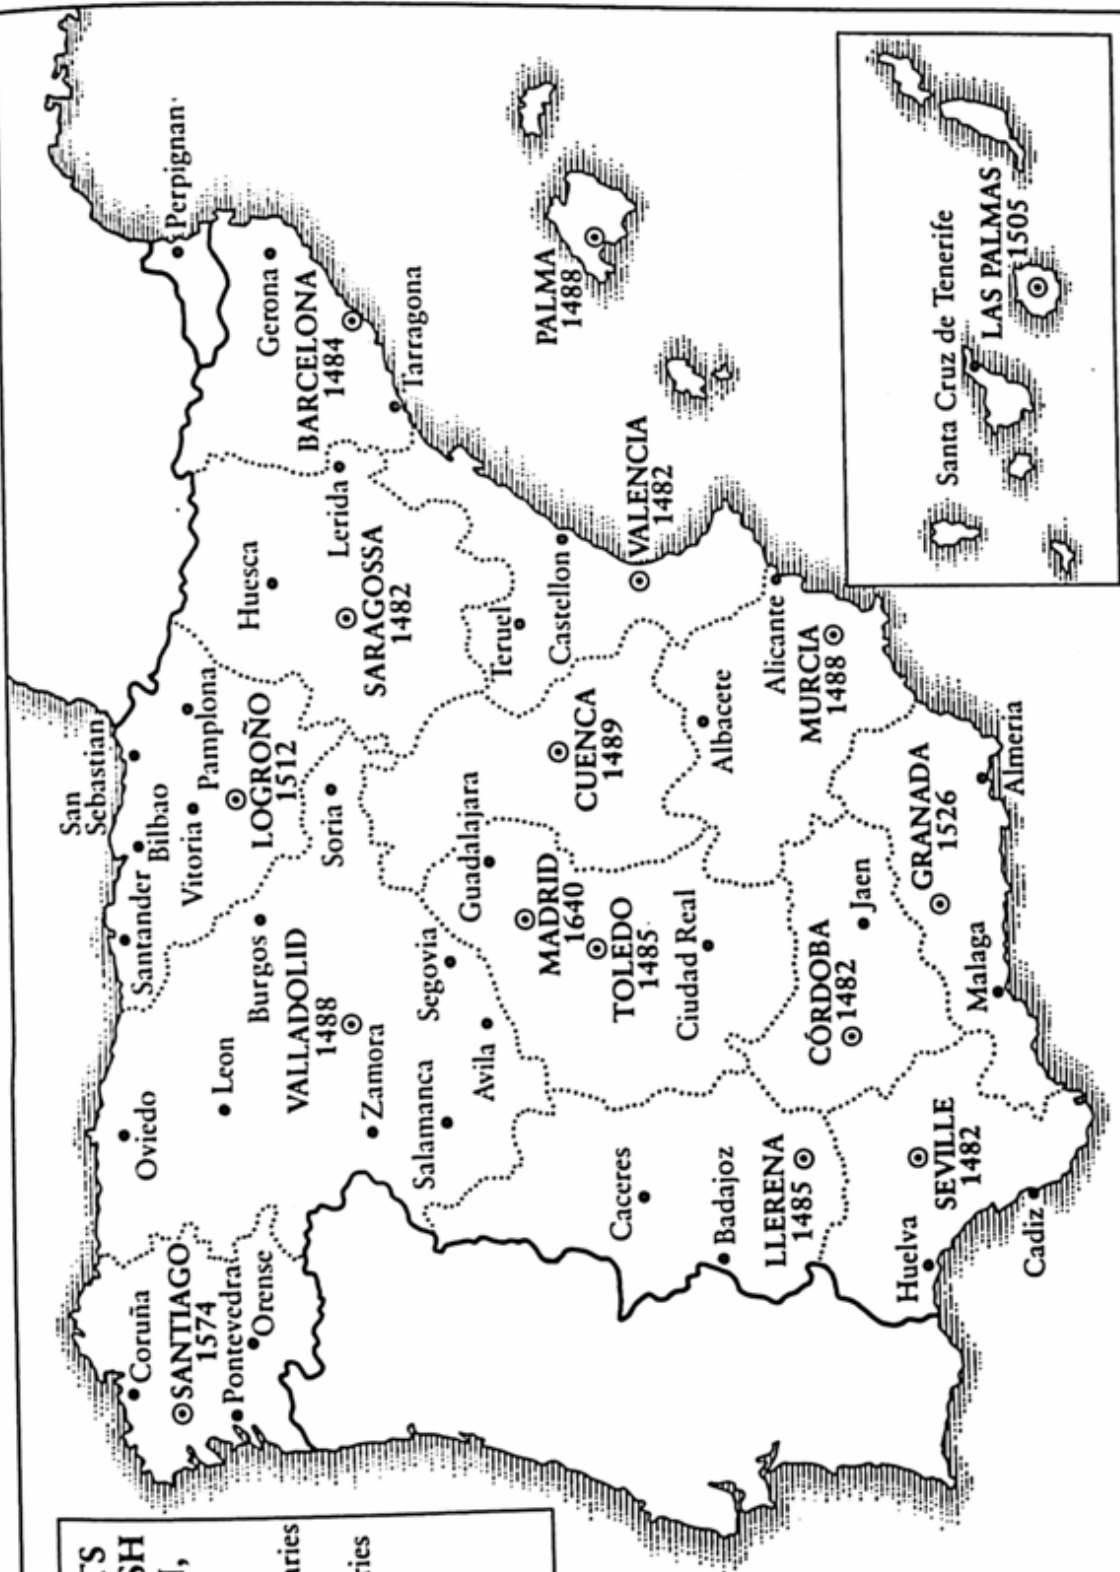 Perpignan
Gerona
BARCELONA
1484
Tarragona
PALMA
1488
Santa Cruz de Tenerife
LAS PALMAS
1505
Huesca
Lerida
SARAGOSSA
1482
Teruel
Castellon
VALENCIA
1482
San
Sebastian
Bilbao
Vitoria
Pamplona
LOGROÑO
1512
Soria
Santander
Burgos
Guadalajara
CUENCA
1489
Albacete
Alicante
MURCIA
1488
Oviedo
Leon
VALLADOLID
1488
Zamora
Segovia
Salamanca
Avila
MADRID
1640
TOLEDO
1485
Ciudad Real
CÓRDOBA
1482
Jaen
GRANADA
1526
Almeria
Malaga
Coruña
SANTIAGO
1574
Pontevedra
Orense
Caceres
Badajoz
LLERENA
1485
SEVILLE
1482
Huelva
Cadiz